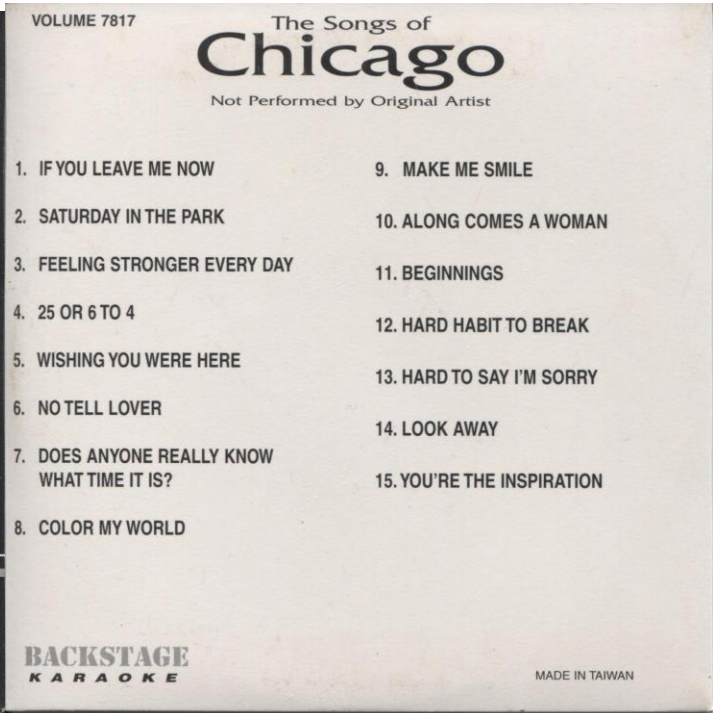 VOLUME 7817
The Songs of
Chicago
Not Performed by Original Artist
1. IF YOU LEAVE ME NOW
2. SATURDAY IN THE PARK
3. FEELING STRONGER EVERY DAY
4. 25 OR 6 TO 4
5. WISHING YOU WERE HERE
6. NO TELL LOVER
7. DOES ANYONE REALLY KNOW
WHAT TIME IT IS?
8. COLOR MY WORLD
9. MAKE ME SMILE
10. ALONG COMES A WOMAN
11. BEGINNINGS
12. HARD HABIT TO BREAK
13. HARD TO SAY I'M SORRY
14. LOOK AWAY
15. YOU'RE THE INSPIRATION
BACKSTAGE
KARAOKE
MADE IN TAIWAN